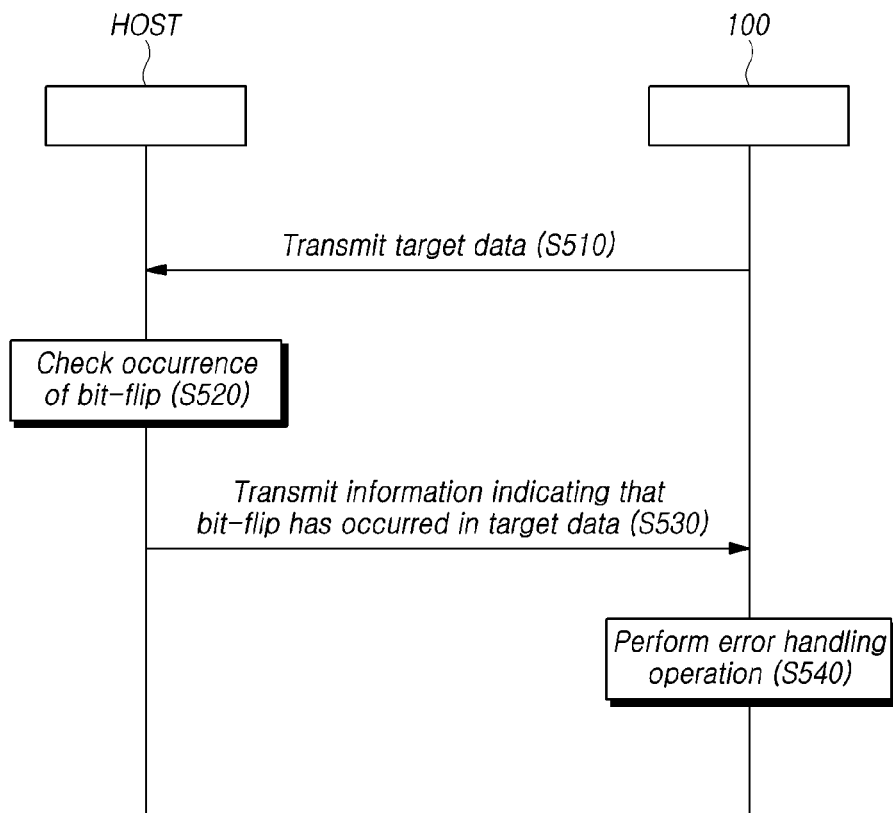 HOST
100
Transmit target data (S510)
Check occurrence
of bit-flip (S520)
Transmit information indicating that
bit-flip has occurred in target data (S530)
Perform error handling
operation (S540)